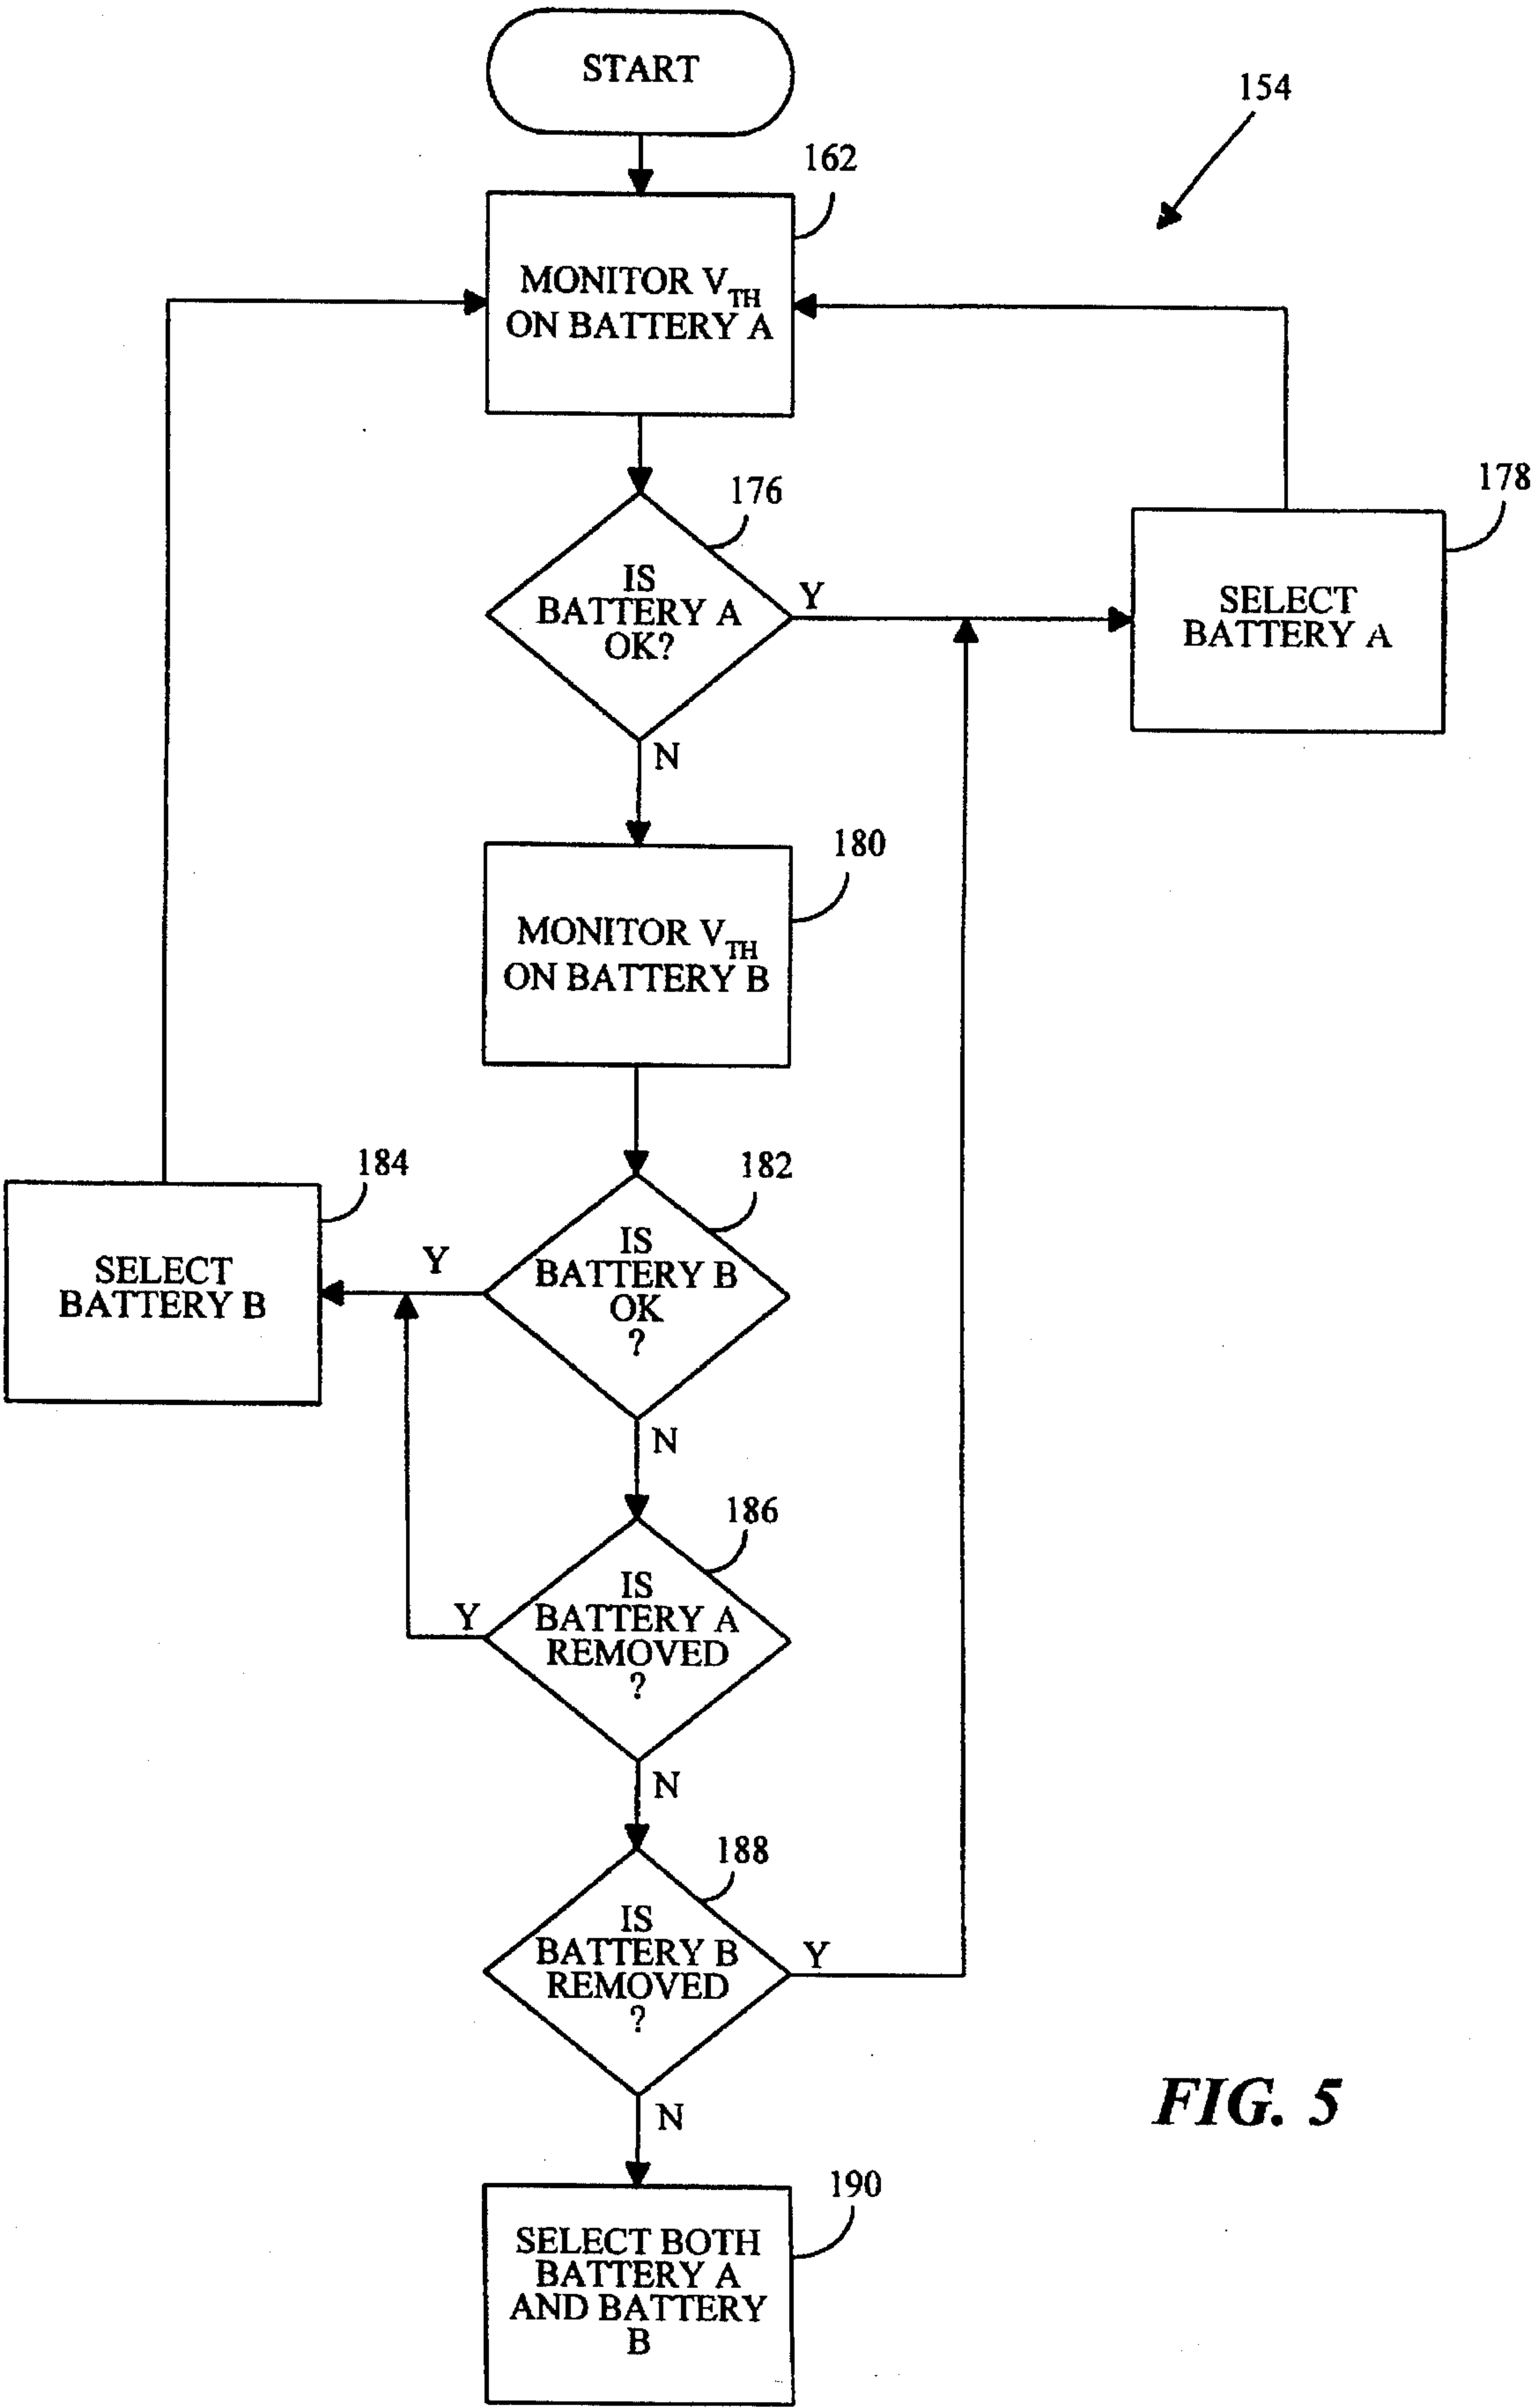 START
154
162
MONITOR VTH
ON BATTERY A
176
IS
BATTERY A
OK?
Y
N
178
SELECT
BATTERY A
180
MONITOR VTH
ON BATTERY B
182
IS
BATTERY B
OK
?
Y
N
184
SELECT
BATTERY B
186
IS
BATTERY A
REMOVED
?
Y
N
188
IS
BATTERY B
REMOVED
?
Y
N
190
SELECT BOTH
BATTERY A
AND BATTERY
B
FIG. 5